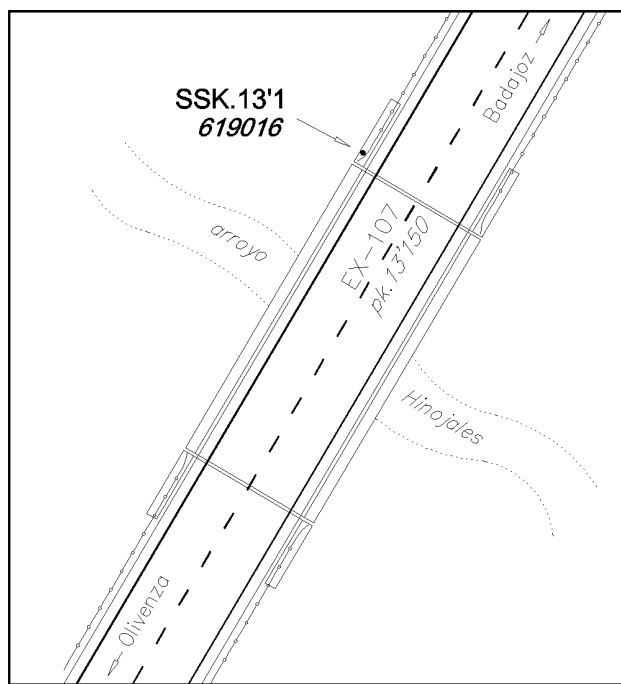 SSK.13'1
619016
Badajoz
arroyo
EX-107
pk.13'150
Hinojales
Olivenza